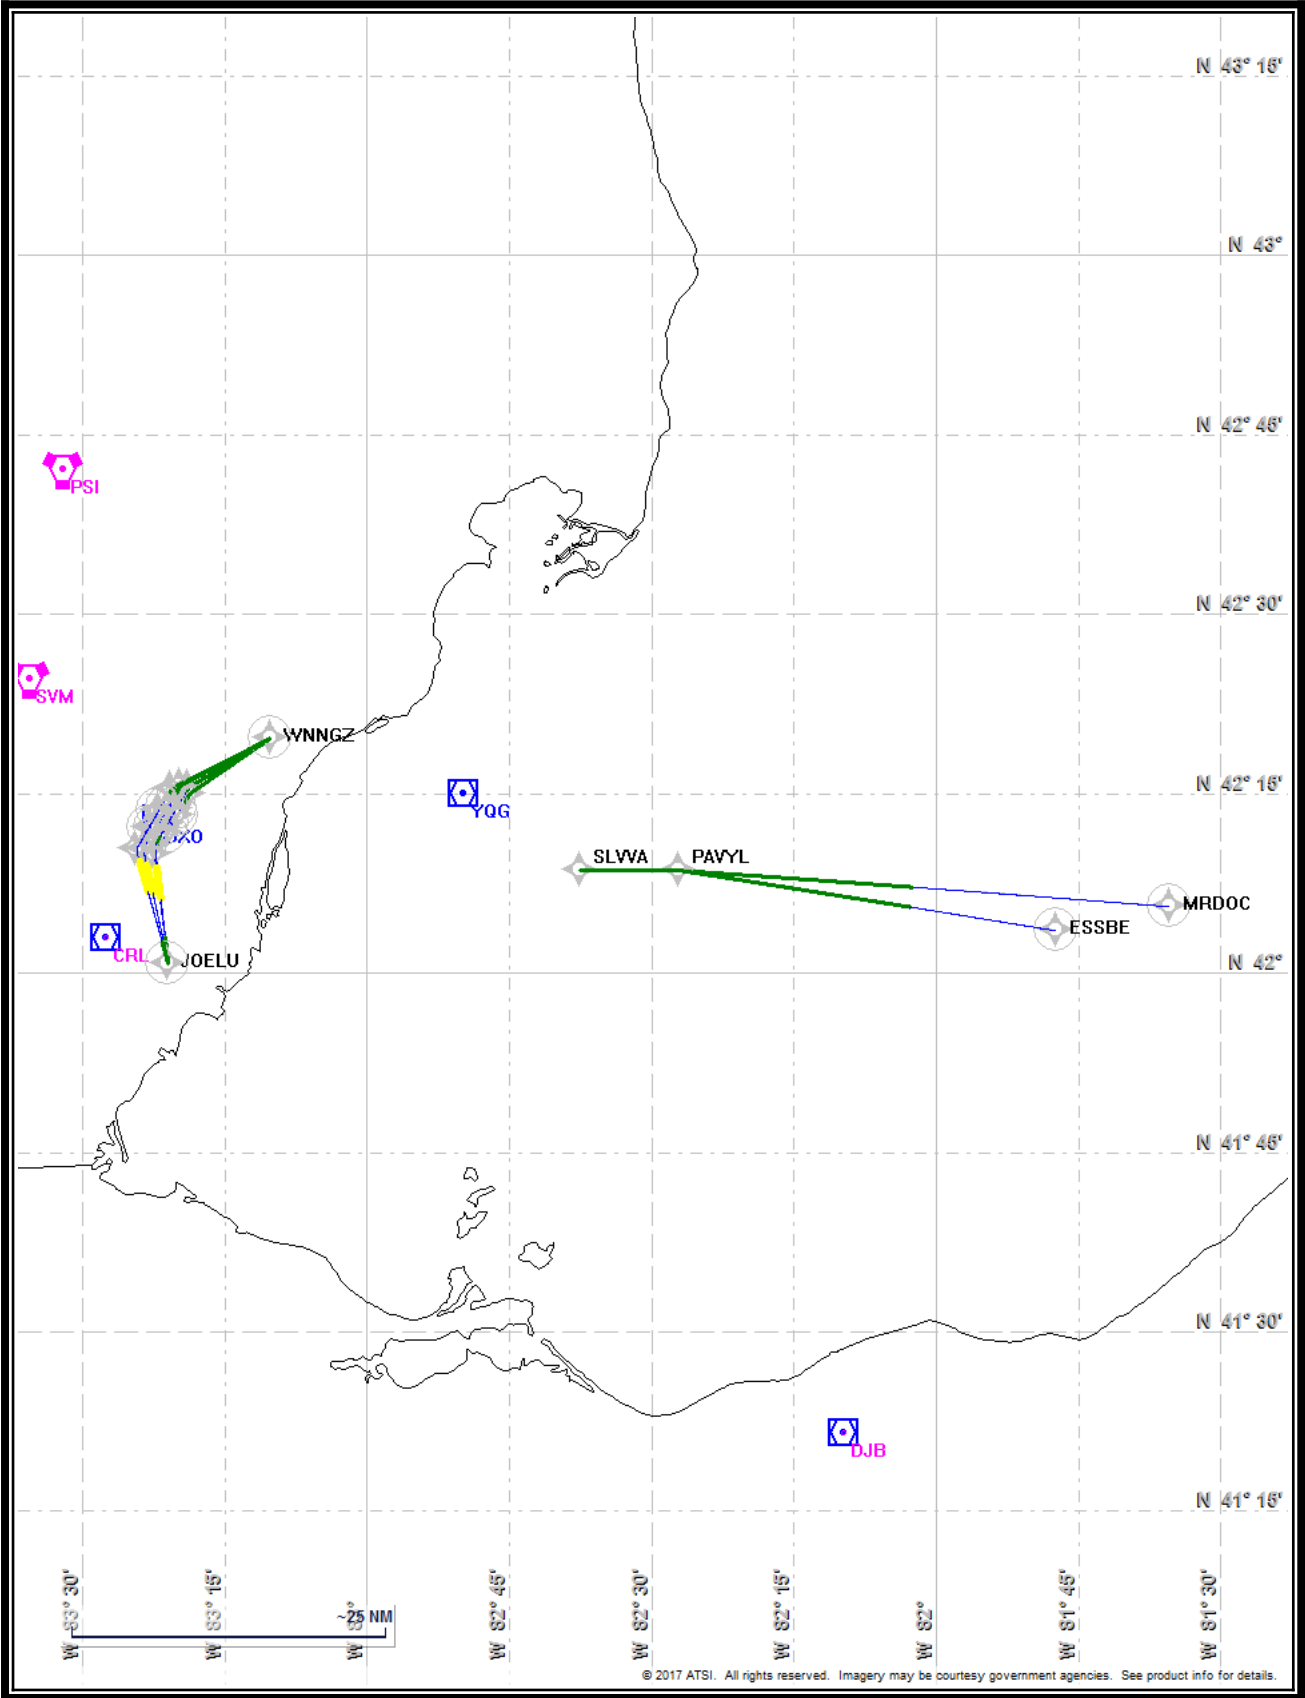 N 43° 15'
N 43°
N 42° 45'
PSI
N 42° 30'
SVM
N 42° 15'
YQG
SLVVA PAVYL
MRDOC
ESSBE
CRL
JOELU
N 42°
N 41° 45'
N 41° 30'
DJB
N 41° 15'
W 83° 30'
W 83° 15'
W 82° 45'
W 82° 30'
W 82° 15'
W 82°
W 81° 45'
W 81° 30'
~25 NM
© 2017 ATSI. All rights reserved. Imagery may be courtesy government agencies. See product info for details.